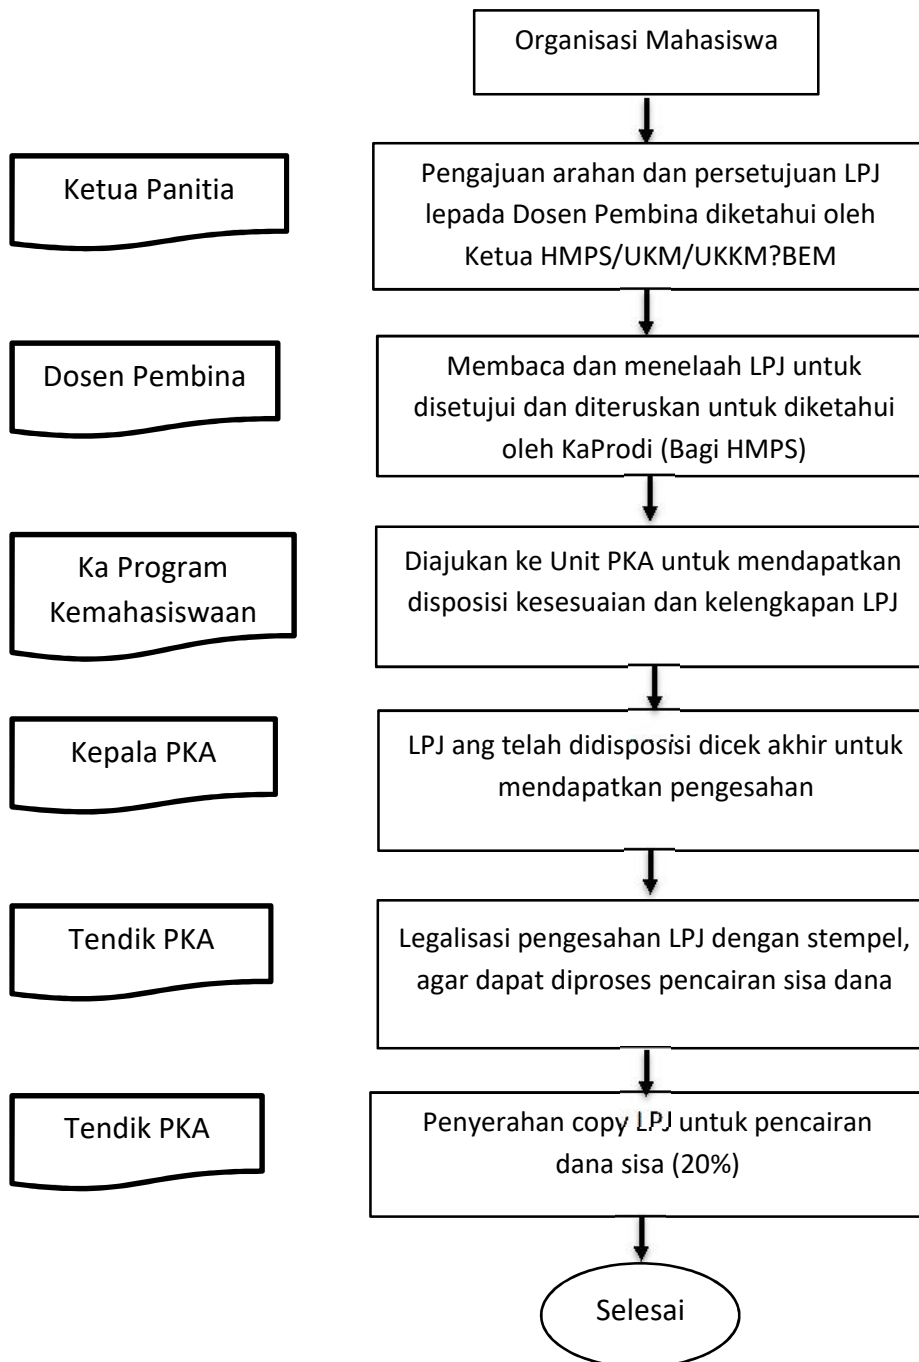 Organisasi Mahasiswa
Ketua Panitia
Pengajuan arahan dan persetujuan LPJ
lepada Dosen Pembina diketahui oleh
Ketua HMPS/UKM/UKKM?BEM
Dosen Pembina
Membaca dan menelaah LPJ untuk
disetujui dan diteruskan untuk diketahui
oleh KaProdi (Bagi HMPS)
Ka Program
Kemahasiswaan
Diajukan ke Unit PKA untuk mendapatkan
disposisi kesesuaian dan kelengkapan LPJ
Kepala PKA
LPJ ang telah didisposisi dicek akhir untuk
mendapatkan pengesahan
Tendik PKA
Legalisasi pengesahan LPJ dengan stempel,
agar dapat diproses pencairan sisa dana
Tendik PKA
Penyerahan copy LPJ untuk pencairan
dana sisa (20%)
Selesai